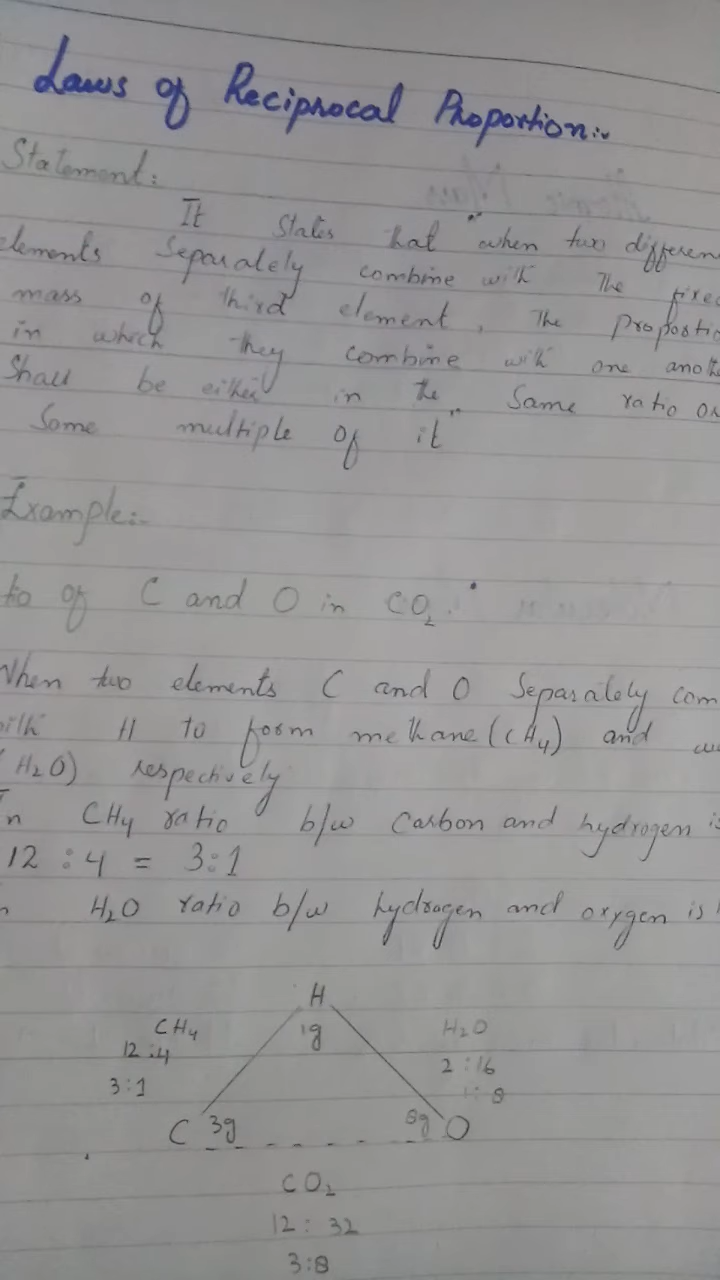 Laws of Reciprocal Proportion:-
Statement:
It states that "when two differen
elements separately combine with the fixed
mass of third element, The proportio
in which they combine with one anoth
shall be either in the same ratio or
some multiple of it"
Example:-
to of C and O in CO2.
When two elements C and O separately com
with H to form methane (CH4) and wa
(H2O) respectively
In CH4 ratio b/w Carbon and hydrogen is
12 : 4 = 3:1
H2O ratio b/w hydrogen and oxygen is
H
CH4 1g H2O
12:4 2:16
3:1 1:8
C 3g 8g O
CO2
12: 32
3:8